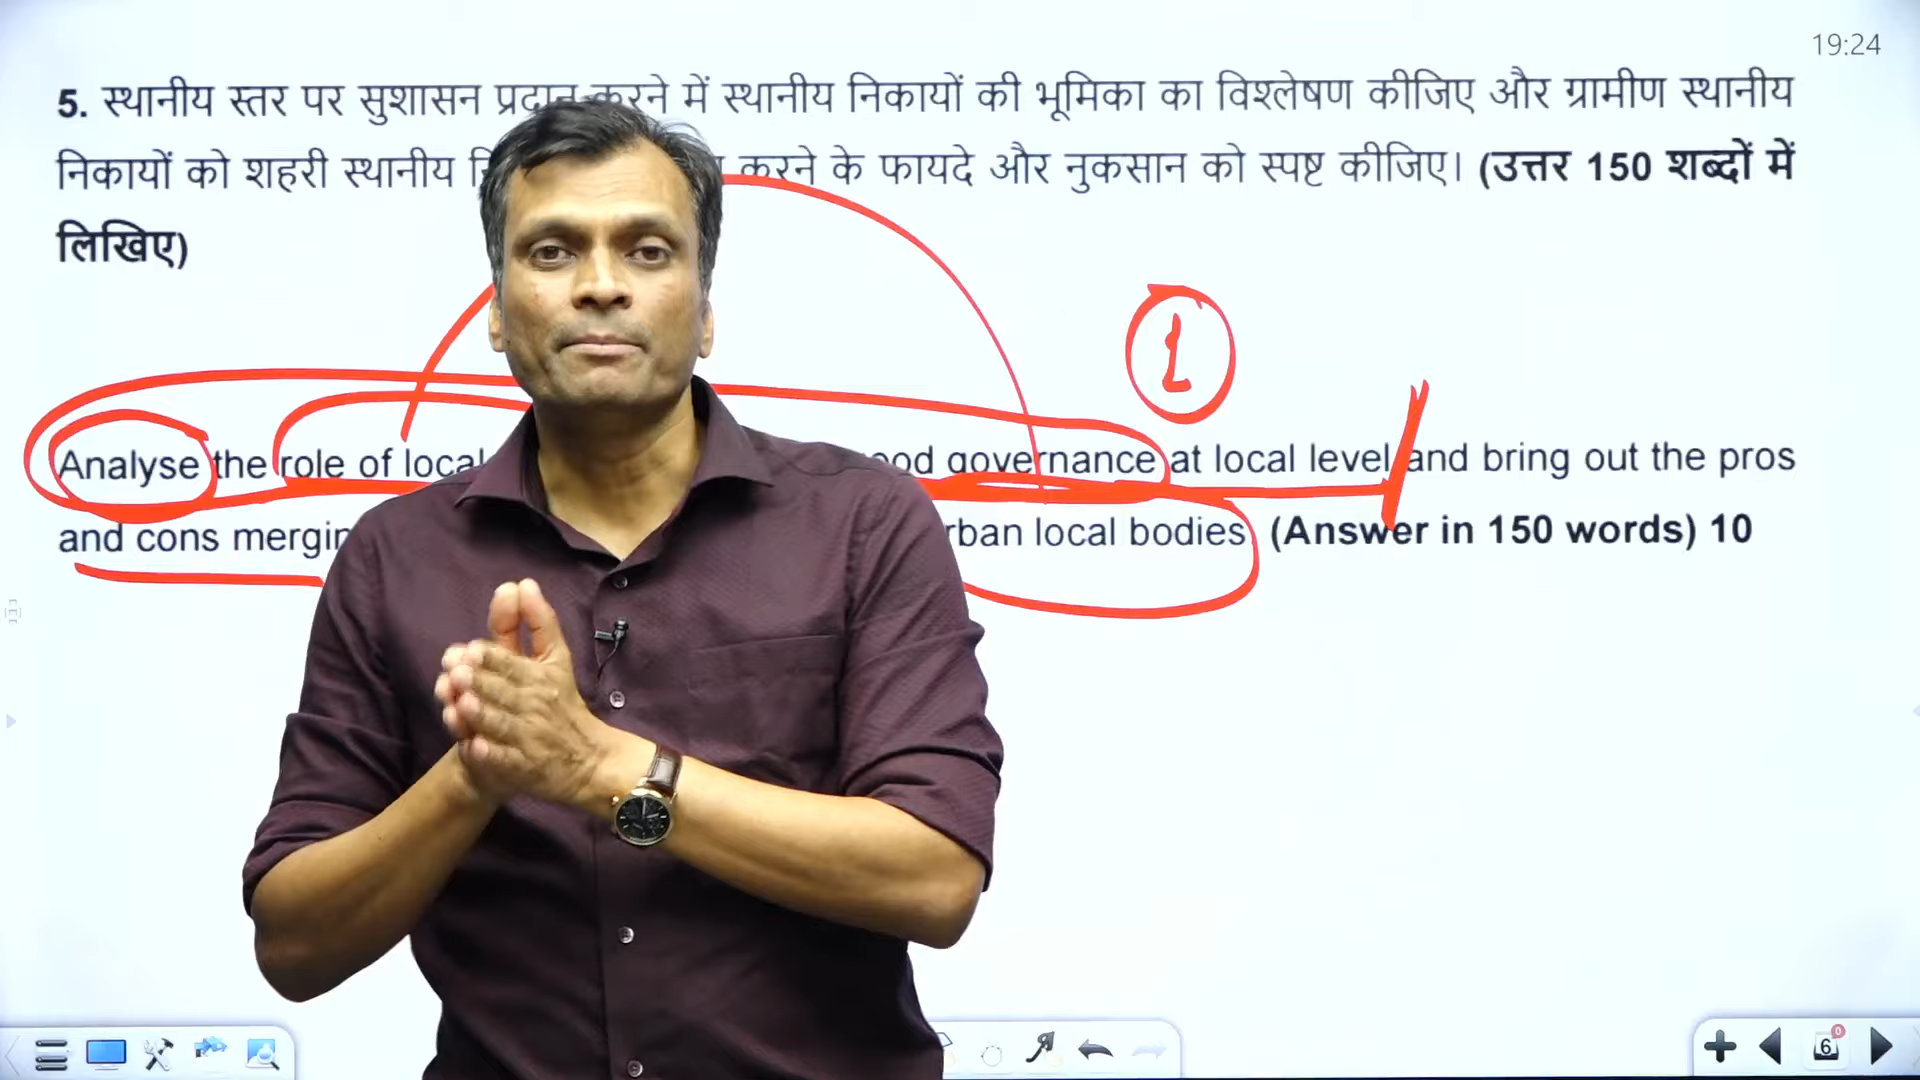 19:24
5. स्थानीय स्तर पर सुशासन प्रदान करने में स्थानीय निकायों की भूमिका का विश्लेषण कीजिए और ग्रामीण स्थानीय
निकायों को शहरी स्थानीय करने के फायदे और नुकसान को स्पष्ट कीजिए। (उत्तर 150 शब्दों में
लिखिए)
1
Analyse the role of local governance at local level and bring out the pros
and cons local bodies. (Answer in 150 words) 10
6